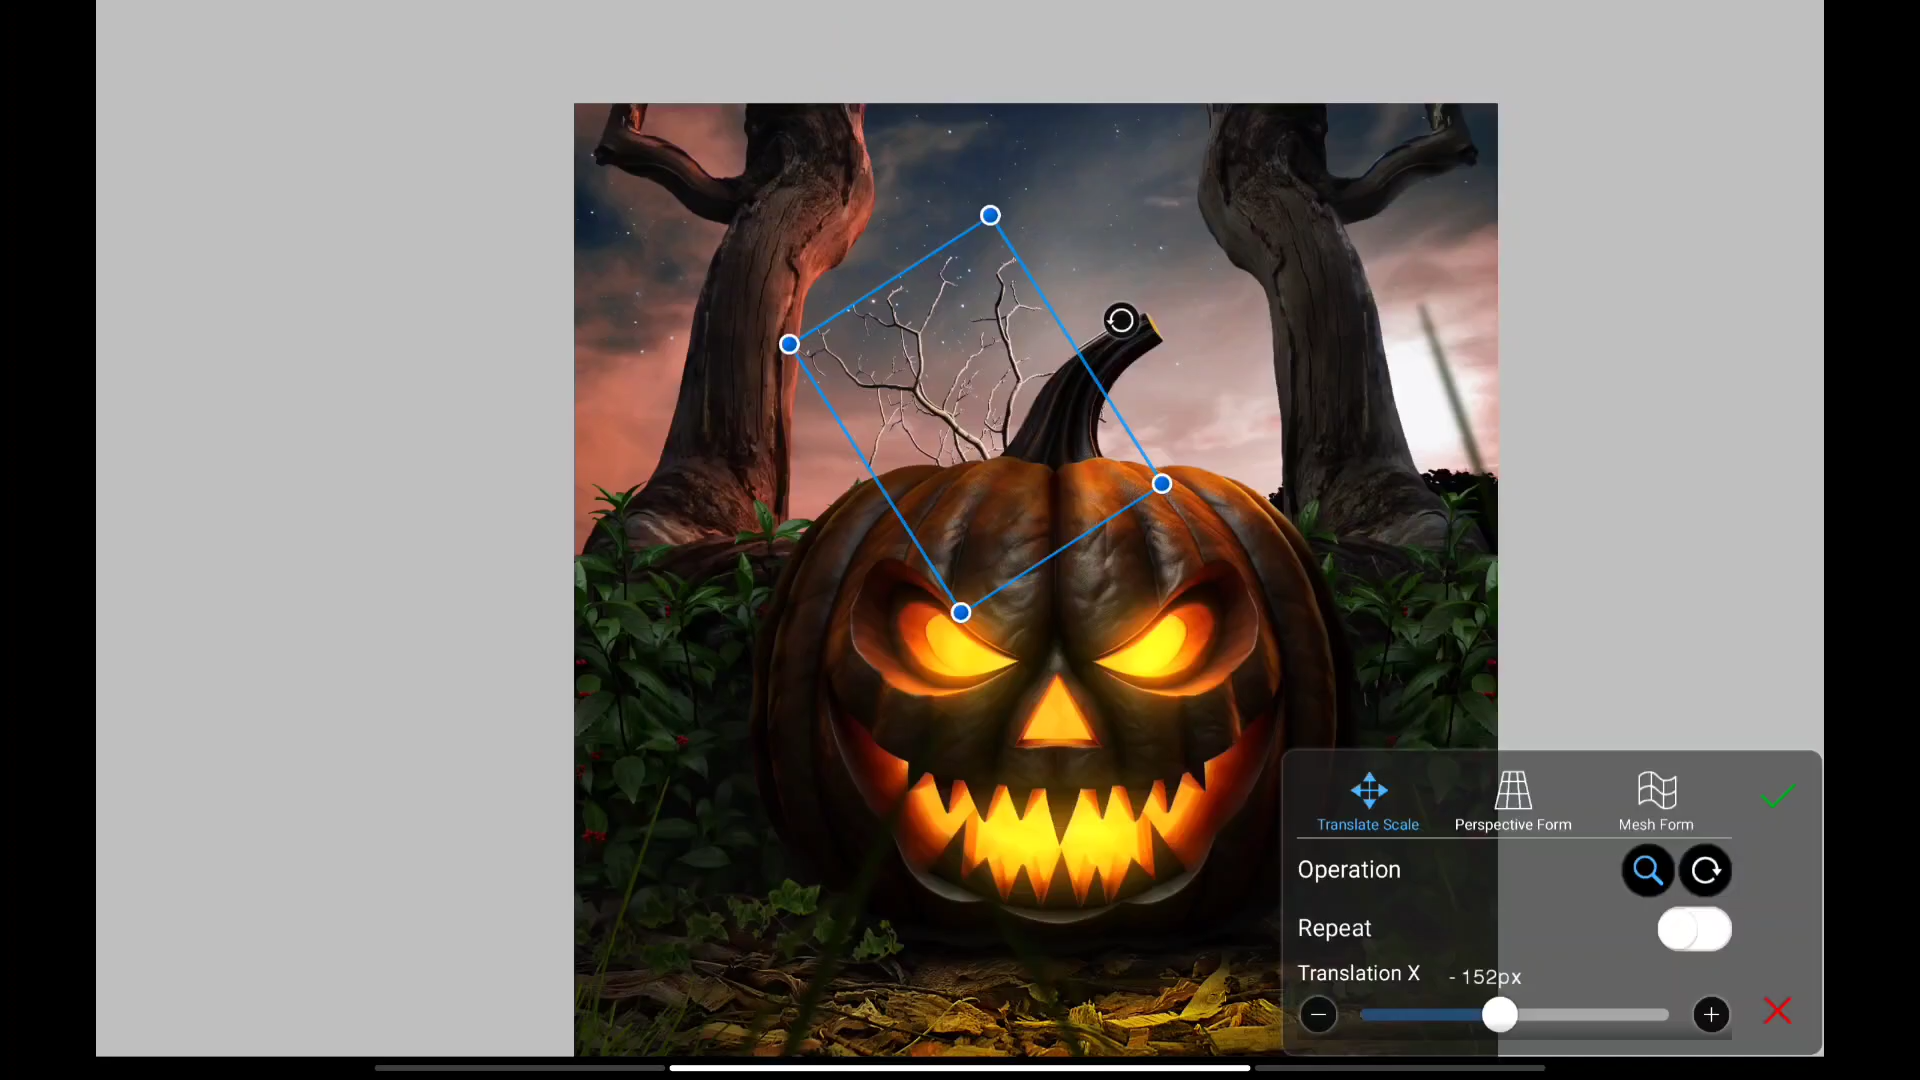 Translate Scale
Perspective Form
Mesh Form
Operation
Repeat
Translation X
- 152px